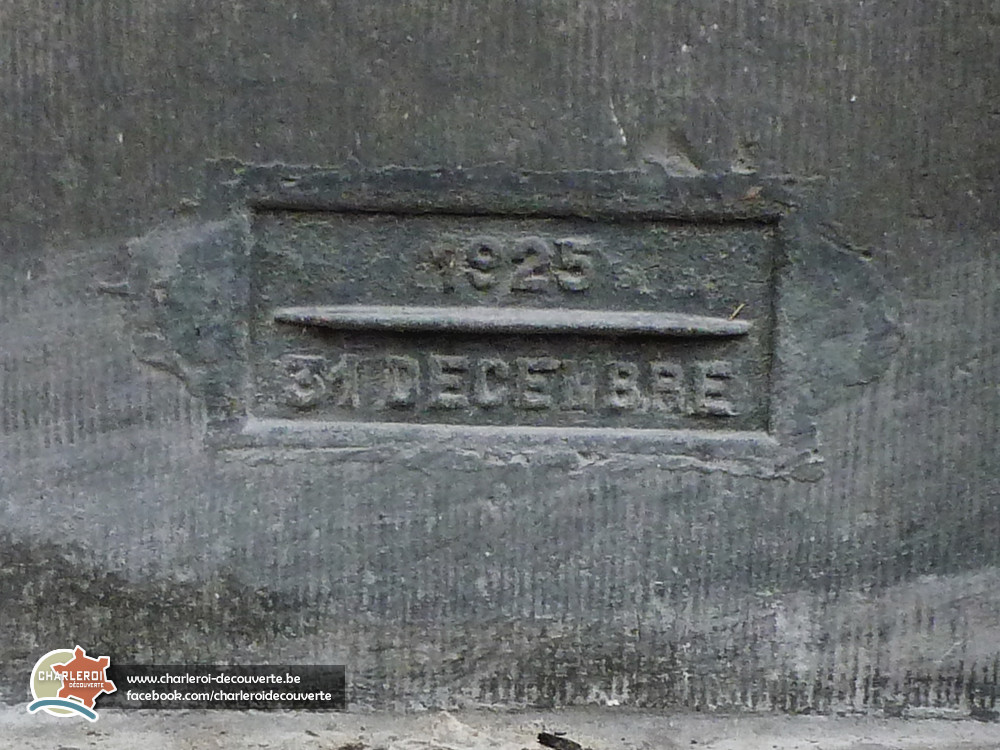 1925
31 DECEMBRE
CHARLEROI
DÉCOUVERTE
www.charleroi-decouverte.be
facebook.com/charleroidecouverte